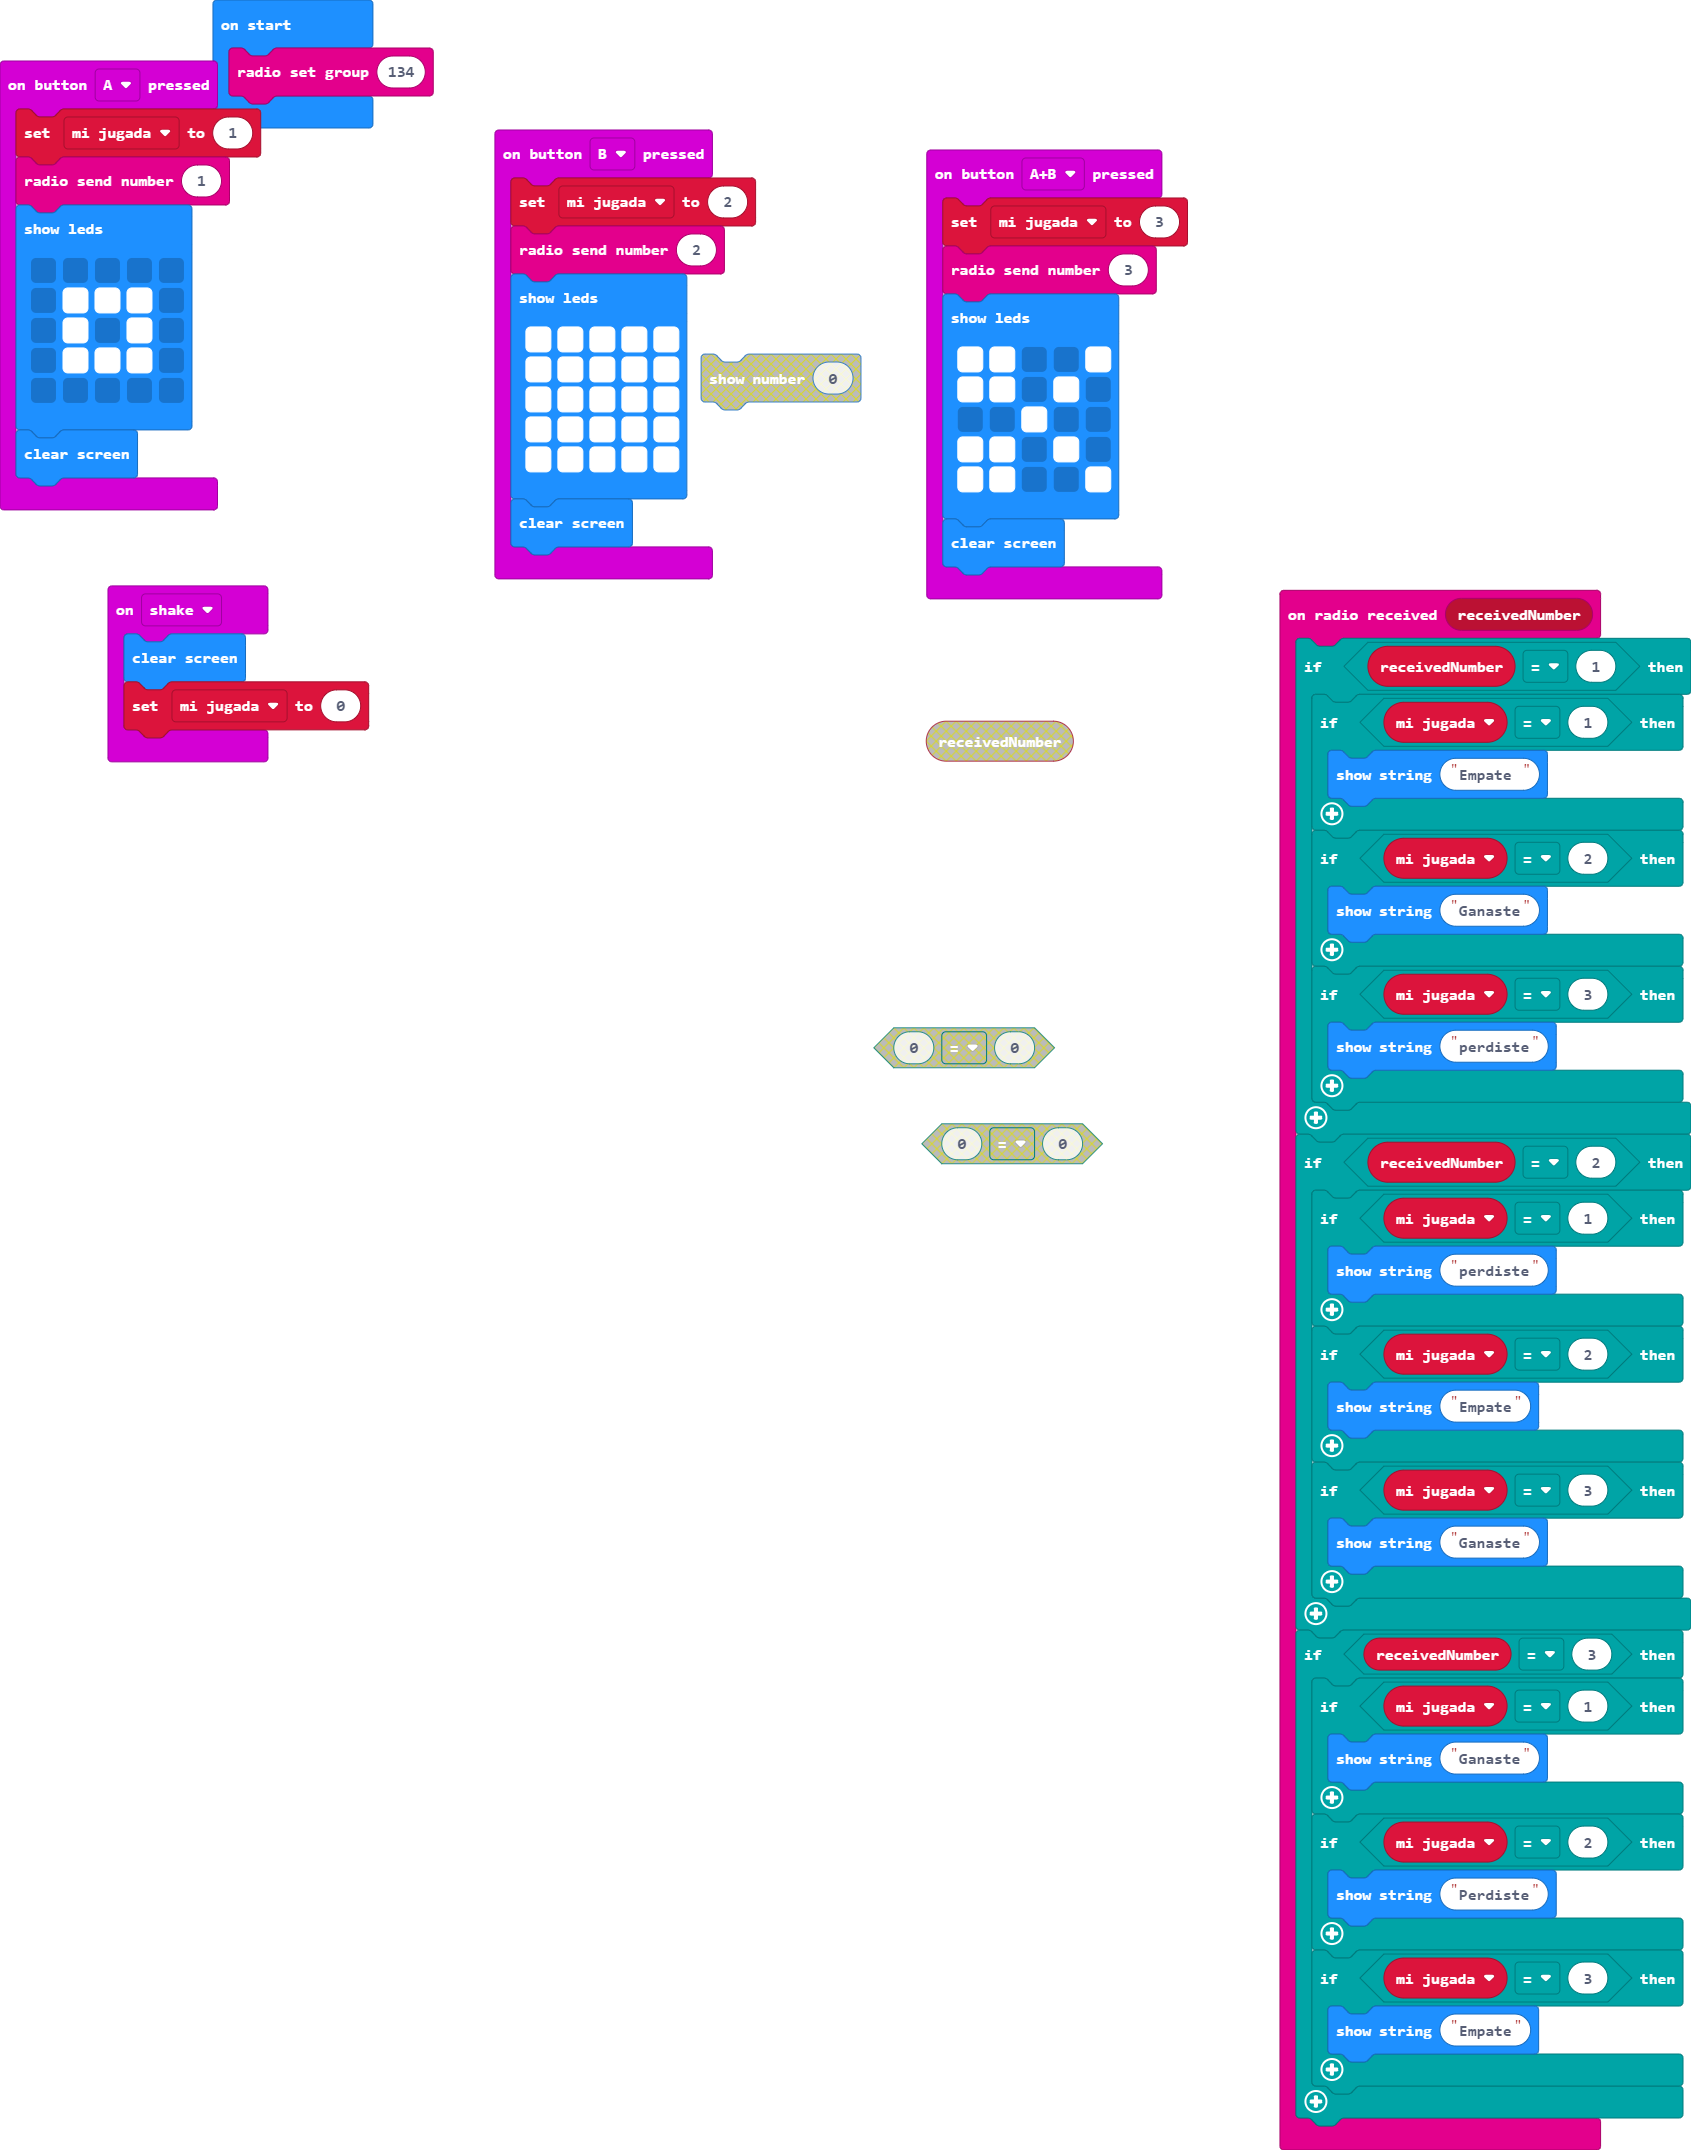 on start
radio set group 134
on button A pressed
set mi jugada to 1
radio send number 1
show leds
clear screen
on button B pressed
set mi jugada to 2
radio send number 2
show leds
clear screen
show number 0
on button A+B pressed
set mi jugada to 3
radio send number 3
show leds
clear screen
on shake
clear screen
set mi jugada to 0
receivedNumber
0 = 0
0 = 0
on radio received receivedNumber
if receivedNumber = 1 then
if mi jugada = 1 then
show string "Empate "
if mi jugada = 2 then
show string "Ganaste"
if mi jugada = 3 then
show string "perdiste"
if receivedNumber = 2 then
if mi jugada = 1 then
show string "perdiste"
if mi jugada = 2 then
show string "Empate"
if mi jugada = 3 then
show string "Ganaste"
if receivedNumber = 3 then
if mi jugada = 1 then
show string "Ganaste"
if mi jugada = 2 then
show string "Perdiste"
if mi jugada = 3 then
show string "Empate"